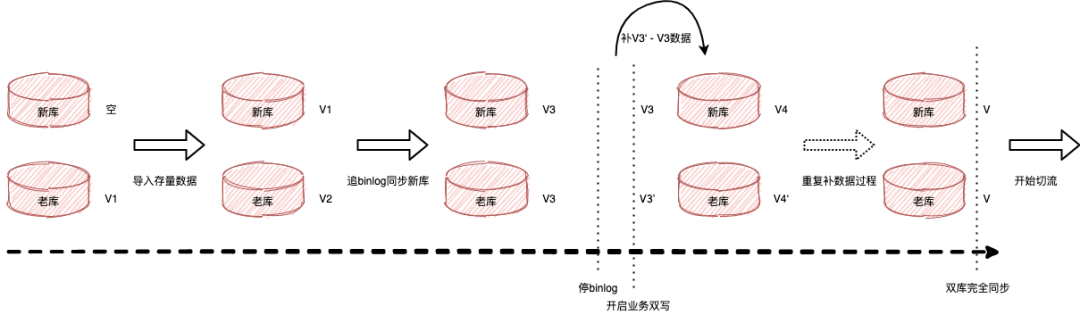 补V3' - V3数据
新库
空
新库
V1
新库
V3
V3
新库
V4
新库
V
导入存量数据
追binlog同步新库
重复补数据过程
开始切流
老库
V1
老库
V2
老库
V3
V3'
老库
V4'
老库
V
停binlog
双库完全同步
开启业务双写